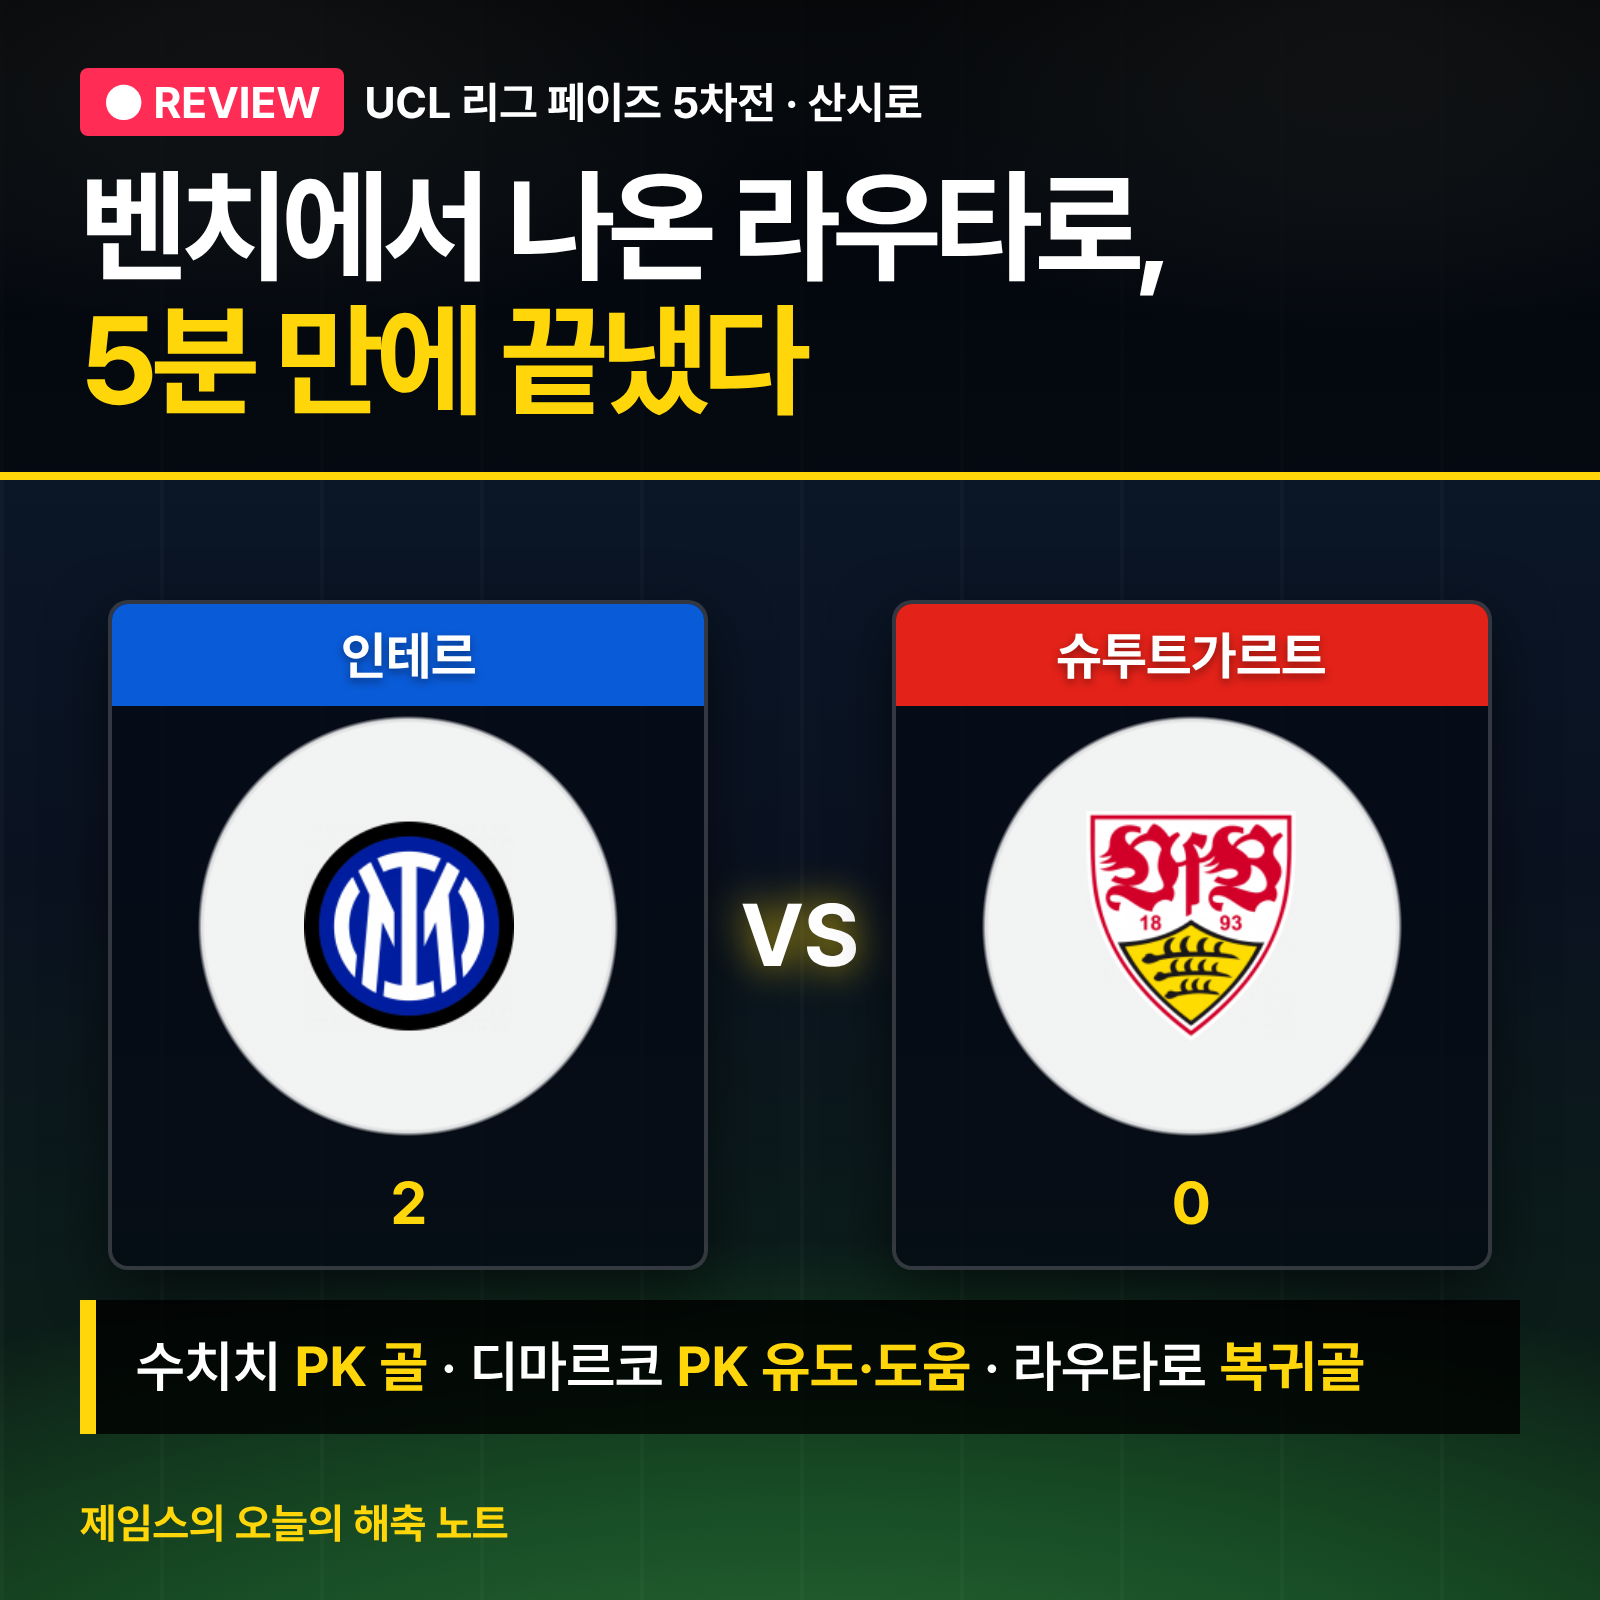 REVIEW UCL 리그 페이즈 5차전 · 산시로
벤치에서 나온 라우타로,
5분 만에 끝냈다
인테르
슈투트가르트
VS
18 93
2
0
수치치 PK 골 · 디마르코 PK 유도·도움 · 라우타로 복귀골
제임스의 오늘의 해축 노트